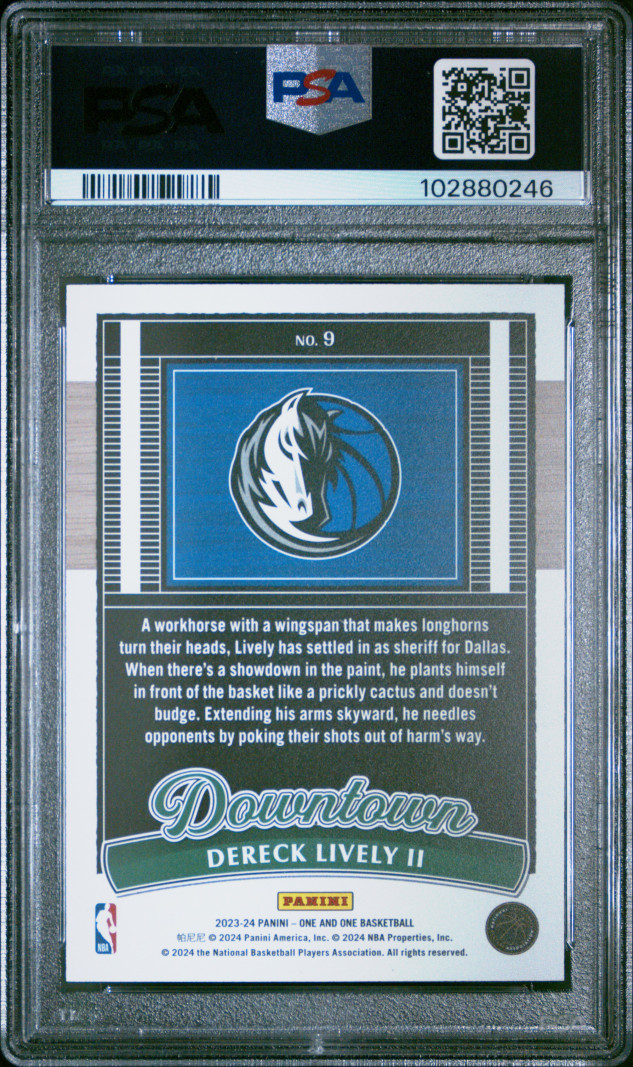 PSA
PSA
102880246
NO. 9
A workhorse with a wingspan that makes longhorns
turn their heads, Lively has settled in as sheriff for Dallas.
When there's a showdown in the paint, he plants himself
in front of the basket like a prickly cactus and doesn't
budge. Extending his arms skyward, he needles
opponents by poking their shots out of harm's way.
Downtown
DERECK LIVELY II
PANINI
NBA
2023-24 PANINI – ONE AND ONE BASKETBALL
帕尼尼 © 2024 Panini America, Inc. © 2024 NBA Properties, Inc.
© 2024 the National Basketball Players Association. All rights reserved.